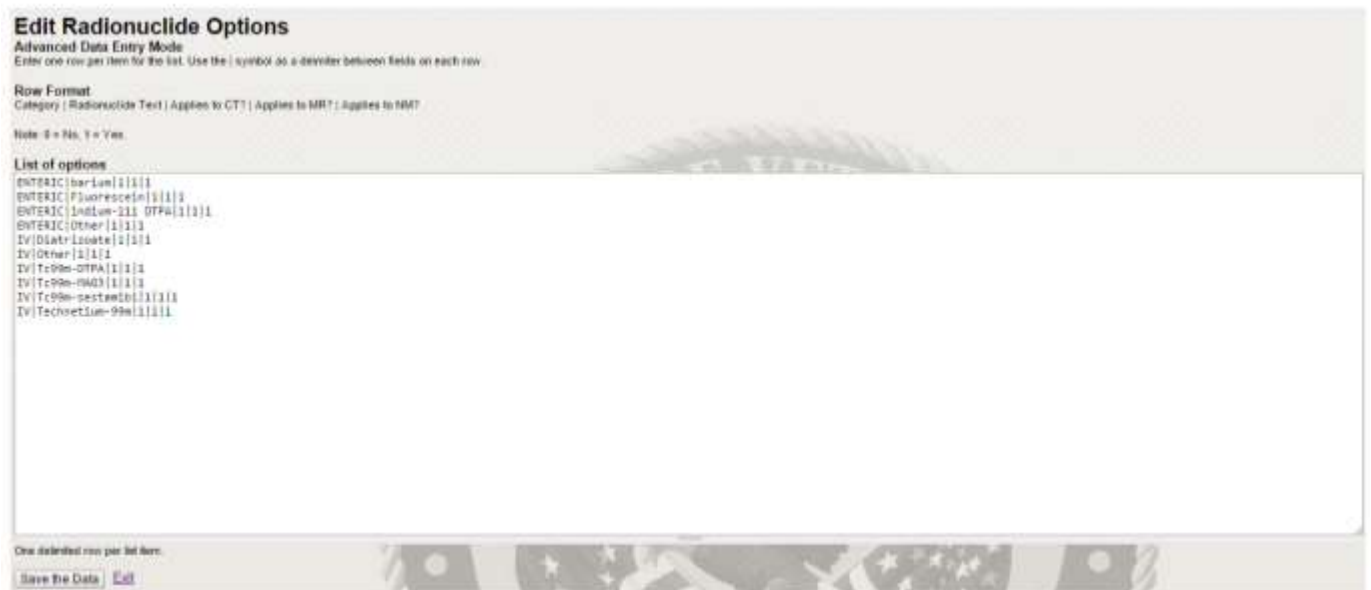 Edit Radionuclide Options
Advanced Data Entry Mode
Enter one row per item for the list. Use the | symbol as a delimiter between fields on each row.
Row Format
Category | Radionuclide Text | Applies to CT? | Applies to MR? | Applies to NM?
Note: 0 = No, 1 = Yes.
List of options
ENTERIC|barium|1|1|1
ENTERIC|Fluorescein|1|1|1
ENTERIC|indium-111 DTPA|1|1|1
ENTERIC|Other|1|1|1
IV|Diatrizoate|1|1|1
IV|Other|1|1|1
IV|Tc99m-DTPA|1|1|1
IV|Tc99m-MAG3|1|1|1
IV|Tc99m-sestamibi|1|1|1
IV|Technetium-99m|1|1|1
One delimited row per list item.
Save the Data Exit